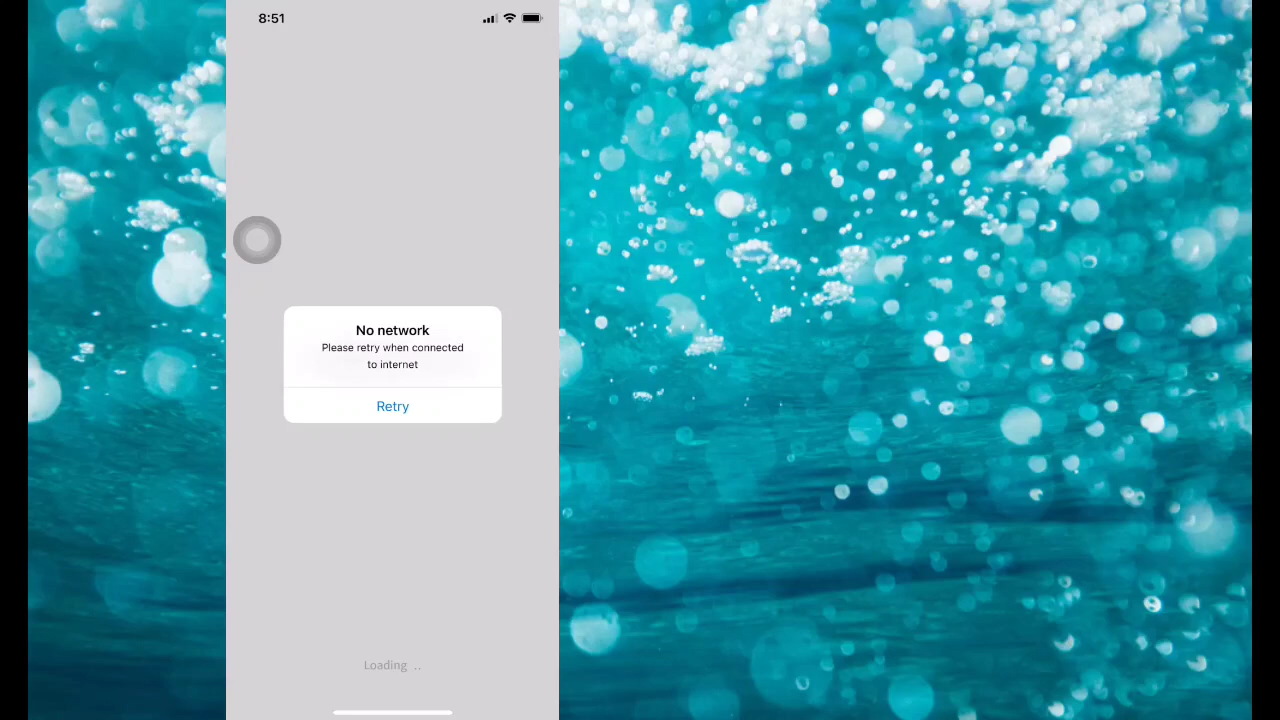 8:51
No network
Please retry when connected
to internet
Retry
Loading ..